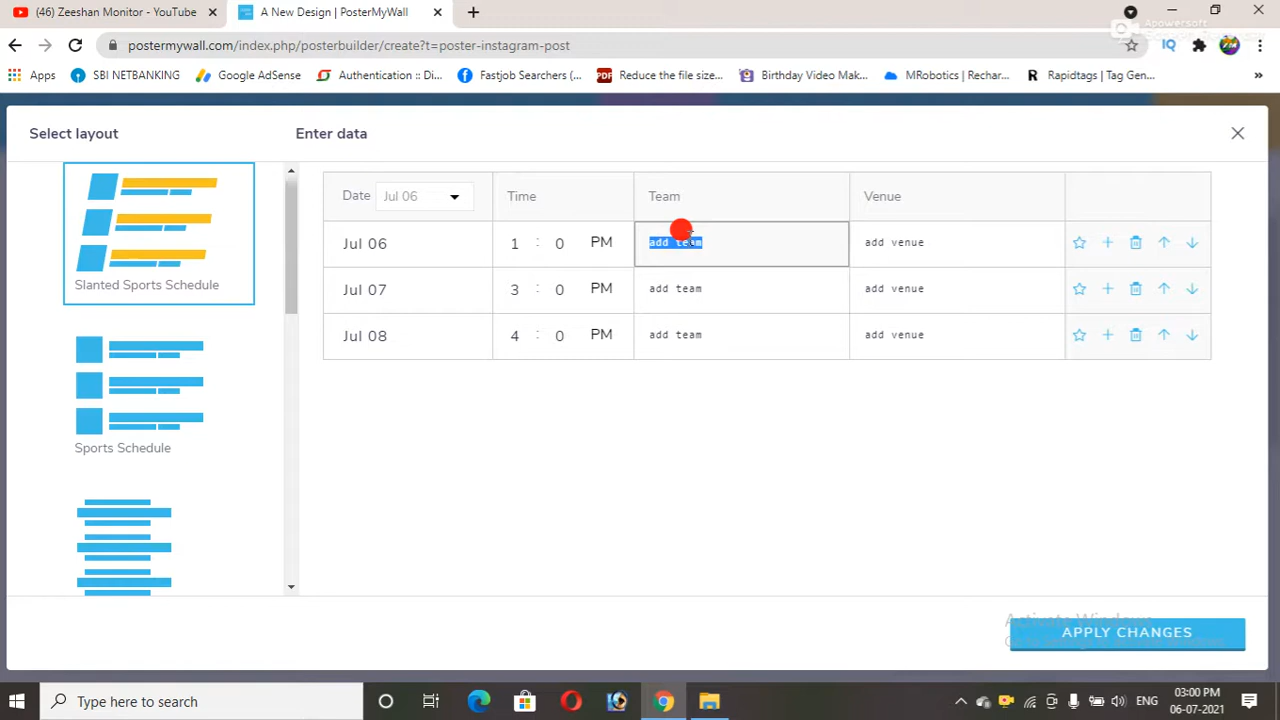 (46) Zeeshan Monitor - YouTube
A New Design | PosterMyWall
postermywall.com/index.php/posterbuilder/create?t=poster-instagram-post
Apps
SBI NETBANKING
Google AdSense
Authentication :: Di...
Fastjob Searchers (...
PDF Reduce the file size...
Birthday Video Mak...
MRobotics | Rechar...
R Rapidtags | Tag Gen...
Apowersoft
Select layout
Enter data
Date Jul 06 Time Team Venue
Jul 06 1 : 0 PM add team add venue
Jul 07 3 : 0 PM add team add venue
Jul 08 4 : 0 PM add team add venue
Slanted Sports Schedule
Sports Schedule
Activate Windows
APPLY CHANGES
Type here to search
ENG
03:00 PM
06-07-2021